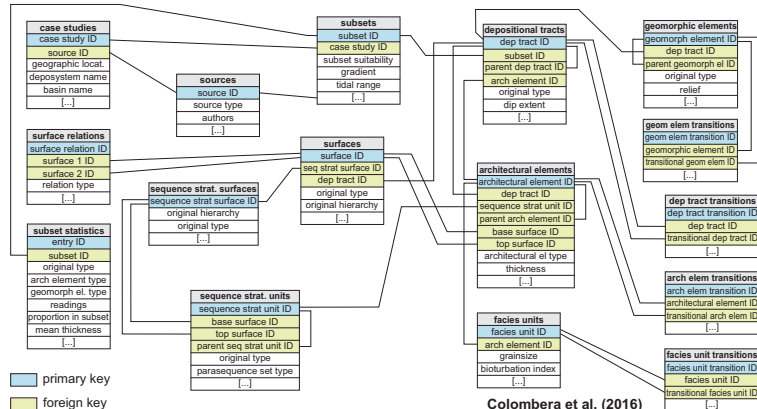 case studies
case study ID
source ID
geographic locat.
deposystem name
basin name
[...]
sources
source ID
source type
authors
[...]
subsets
subset ID
case study ID
subset suitability
gradient
tidal range
[...]
depositional tracts
dep tract ID
subset ID
parent dep tract ID
arch element ID
original type
dip extent
[...]
geomorphic elements
geomorph element ID
dep tract ID
parent geomorph el ID
original type
relief
[...]
geom elem transitions
geom elem transition ID
geomorphic element ID
transitional geom elem ID
[...]
surface relations
surface relation ID
surface 1 ID
surface 2 ID
relation type
[...]
sequence strat. surfaces
sequence strat surface ID
original hierarchy
original type
[...]
surfaces
surface ID
seq strat surface ID
dep tract ID
original type
original hierarchy
[...]
architectural elements
architectural element ID
dep tract ID
sequence strat unit ID
parent arch element ID
base surface ID
top surface ID
architectural el type
thickness
[...]
dep tract transitions
dep tract transition ID
dep tract ID
transitional dep tract ID
[...]
subset statistics
entry ID
subset ID
original type
arch element type
geomorph el. type
readings
proportion in subset
mean thickness
[...]
sequence strat. units
sequence strat unit ID
base surface ID
top surface ID
parent seq strat unit ID
original type
parasequence set type
[...]
facies units
facies unit ID
arch element ID
grainsize
bioturbation index
[...]
arch elem transitions
arch elem transition ID
architectural element ID
transitional arch elem ID
[...]
facies unit transitions
facies unit transition ID
facies unit ID
transitional facies unit ID
[...]
primary key
foreign key
Colombera et al. (2016)